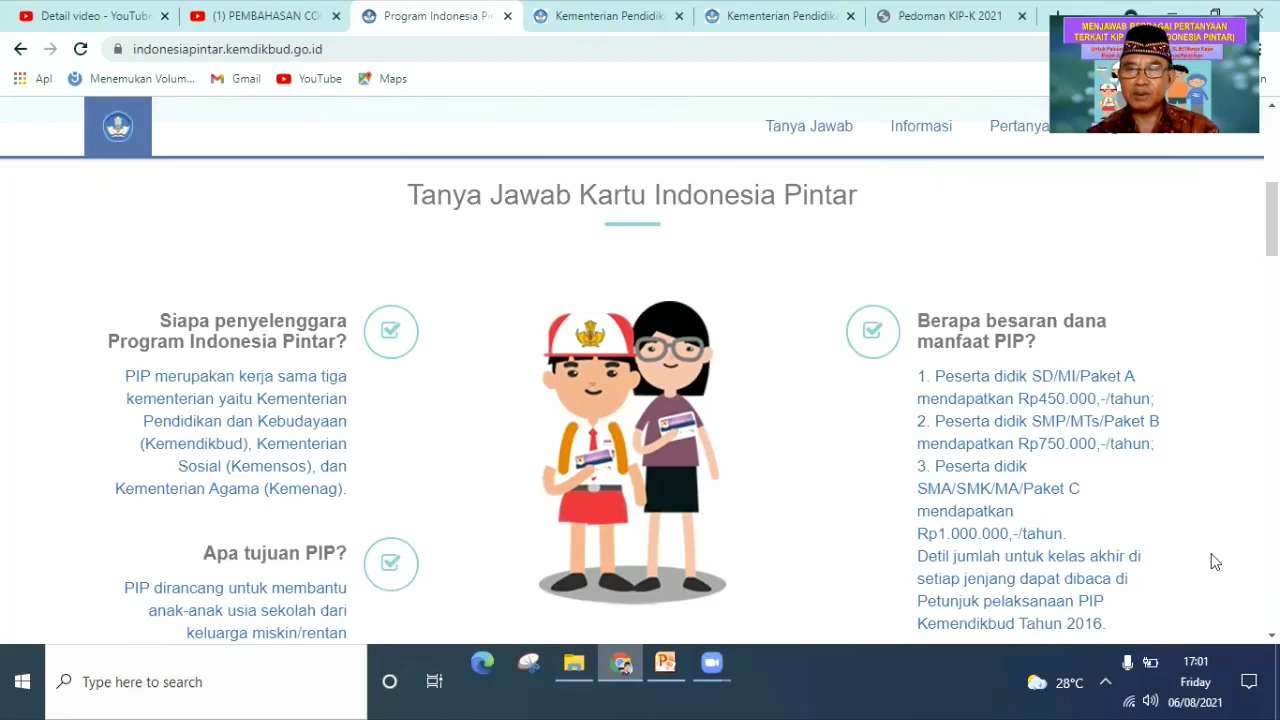 Detail video - YouTube
(1) PEMBAHASAN CO
Program Indonesia Pi
Kementerian Pendidika
Kementerian Pendidika
Pedoman KIP-K 2021
indonesiapintar.kemdikbud.go.id
Apl
Menemukan Volum...
Gmail
YouTube
Maps
TERKAIT KIP
INDONESIA PINTAR)
Tanya Jawab
Informasi
Pertanya
Tanya Jawab Kartu Indonesia Pintar
Siapa penyelenggara
Program Indonesia Pintar?
PIP merupakan kerja sama tiga
kementerian yaitu Kementerian
Pendidikan dan Kebudayaan
(Kemendikbud), Kementerian
Sosial (Kemensos), dan
Kementerian Agama (Kemenag).
Apa tujuan PIP?
PIP dirancang untuk membantu
anak-anak usia sekolah dari
keluarga miskin/rentan
Berapa besaran dana
manfaat PIP?
1. Peserta didik SD/MI/Paket A
mendapatkan Rp450.000,-/tahun;
2. Peserta didik SMP/MTs/Paket B
mendapatkan Rp750.000,-/tahun;
3. Peserta didik
SMA/SMK/MA/Paket C
mendapatkan
Rp1.000.000,-/tahun.
Detil jumlah untuk kelas akhir di
setiap jenjang dapat dibaca di
Petunjuk pelaksanaan PIP
Kemendikbud Tahun 2016.
Type here to search
28°C
17:01
Friday
06/08/2021